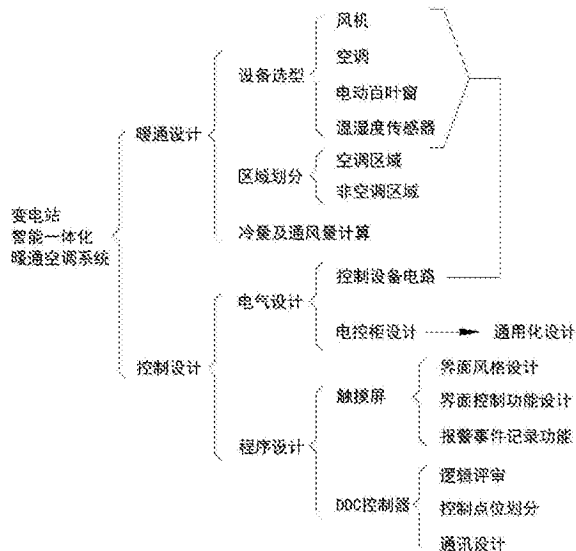 变电站
智能一体化
暖通空调系统
暖通设计
设备选型
风机
空调
电动百叶窗
温湿度传感器
区域划分
空调区域
非空调区域
冷量及通风量计算
控制设计
电气设计
控制设备电路
电控柜设计
通用化设计
程序设计
触摸屏
界面风格设计
界面控制功能设计
报警事件记录功能
DDC控制器
逻辑评审
控制点位划分
通讯设计